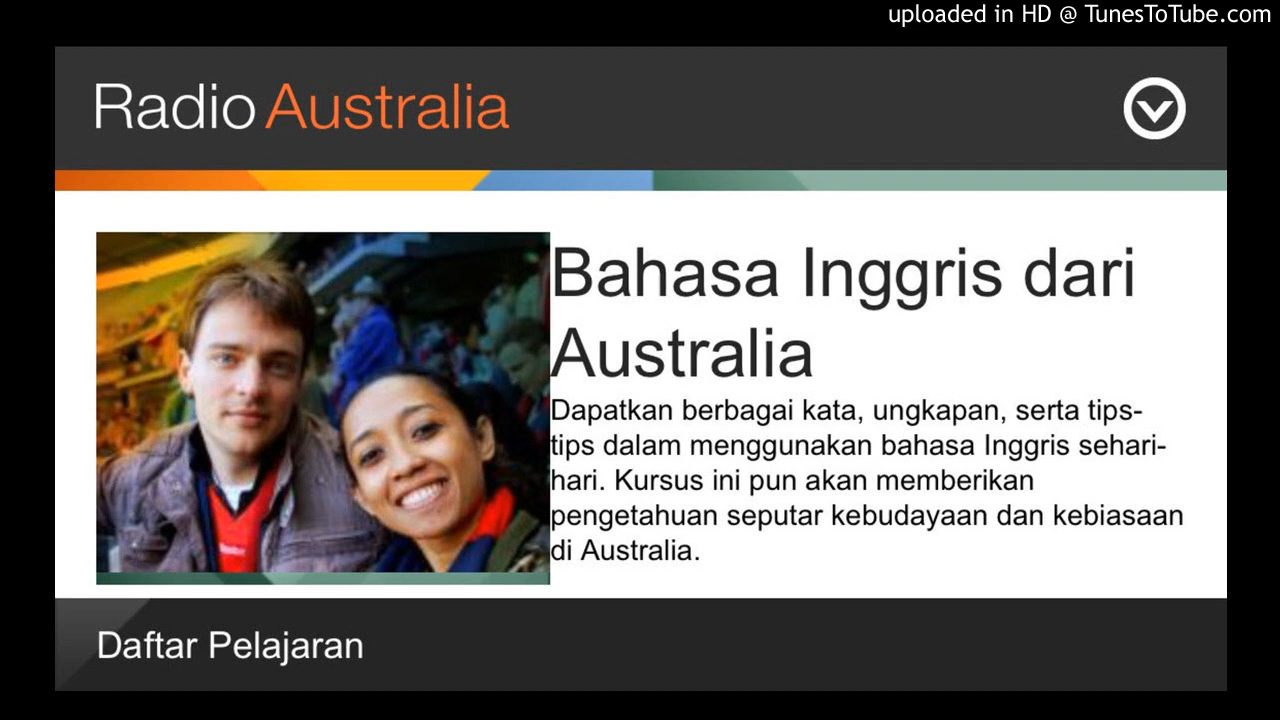 uploaded in HD @ TunesToTube.com
Radio Australia
Bahasa Inggris dari
Australia
Dapatkan berbagai kata, ungkapan, serta tips-
tips dalam menggunakan bahasa Inggris sehari-
hari. Kursus ini pun akan memberikan
pengetahuan seputar kebudayaan dan kebiasaan
di Australia.
Daftar Pelajaran